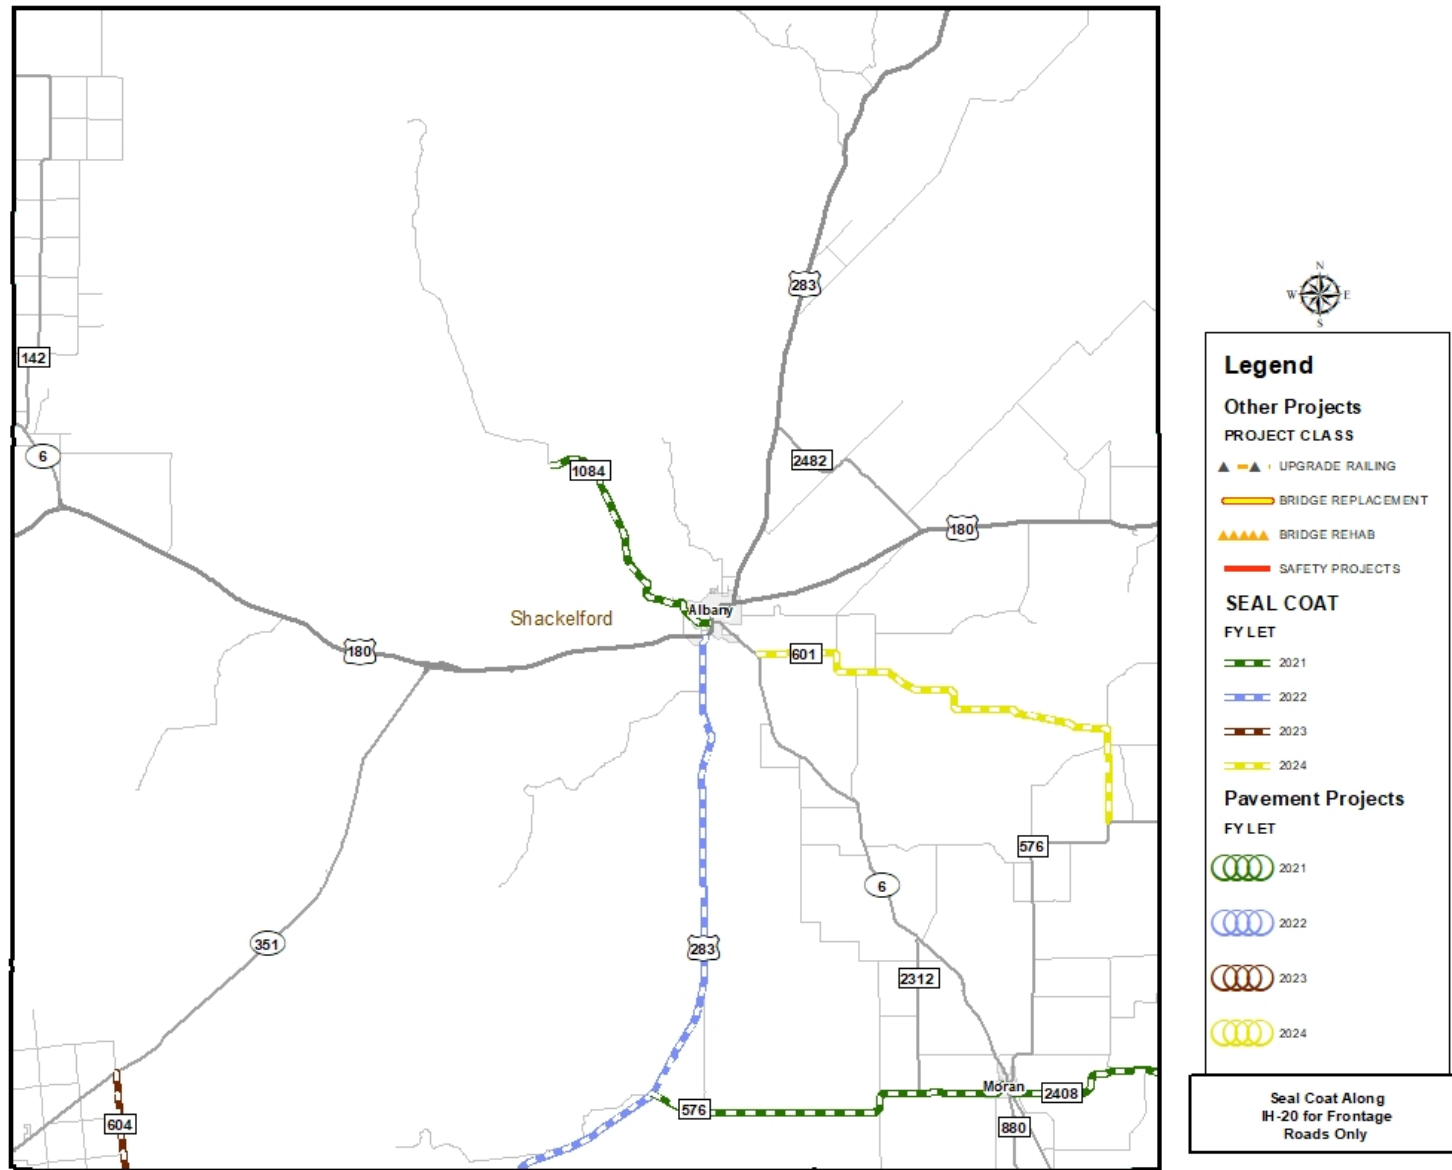 283
142
6
2482
1084
180
Albany
Shackelford
180
601
576
6
351
283
2312
Moran
2408
576
604
880
N
W E
S
Legend
Other Projects
PROJECT CLASS
UPGRADE RAILING
BRIDGE REPLACEMENT
BRIDGE REHAB
SAFETY PROJECTS
SEAL COAT
FY LET
2021
2022
2023
2024
Pavement Projects
FY LET
2021
2022
2023
2024
Seal Coat Along
IH-20 for Frontage
Roads Only